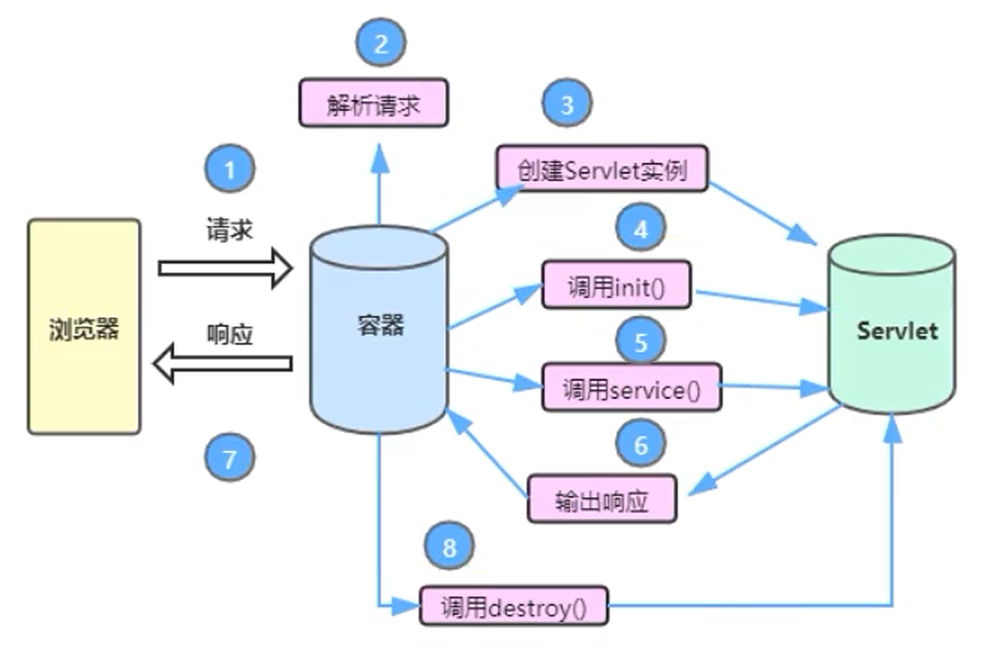 2
解析请求
3
创建Servlet实例
1
请求
4
调用init()
浏览器
响应
容器
Servlet
5
调用service()
6
7
输出响应
8
调用destroy()